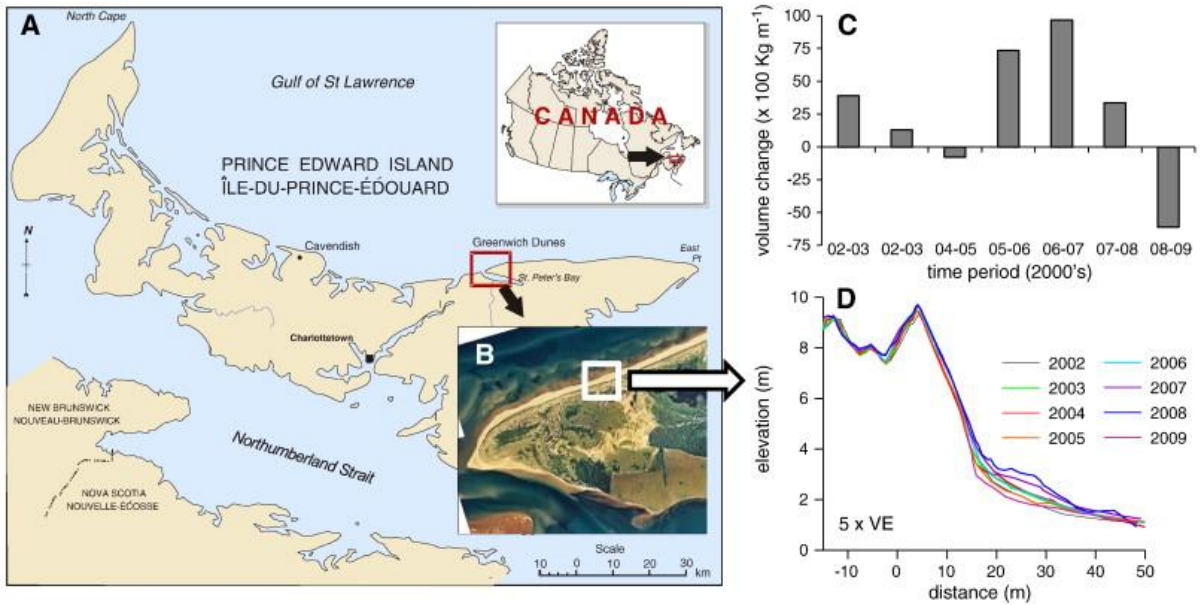 A
North Cape
Gulf of St Lawrence
CANADA
PRINCE EDWARD ISLAND
ÎLE-DU-PRINCE-ÉDOUARD
N
Cavendish
Greenwich Dunes
East
Pt
St. Peter's Bay
Charlottetown
B
NEW BRUNSWICK
NOUVEAU-BRUNSWICK
Northumberland Strait
NOVA SCOTIA
NOUVELLE-ÉCOSSE
Scale
10 0 10 20 30
km
C
volume change (x 100 Kg m⁻¹)
100
75
50
25
0
-25
-50
-75
02-03 02-03 04-05 05-06 06-07 07-08 08-09
time period (2000's)
D
elevation (m)
10
8
6
4
2
0
2002 2006
2003 2007
2004 2008
2005 2009
5 x VE
-10 0 10 20 30 40 50
distance (m)